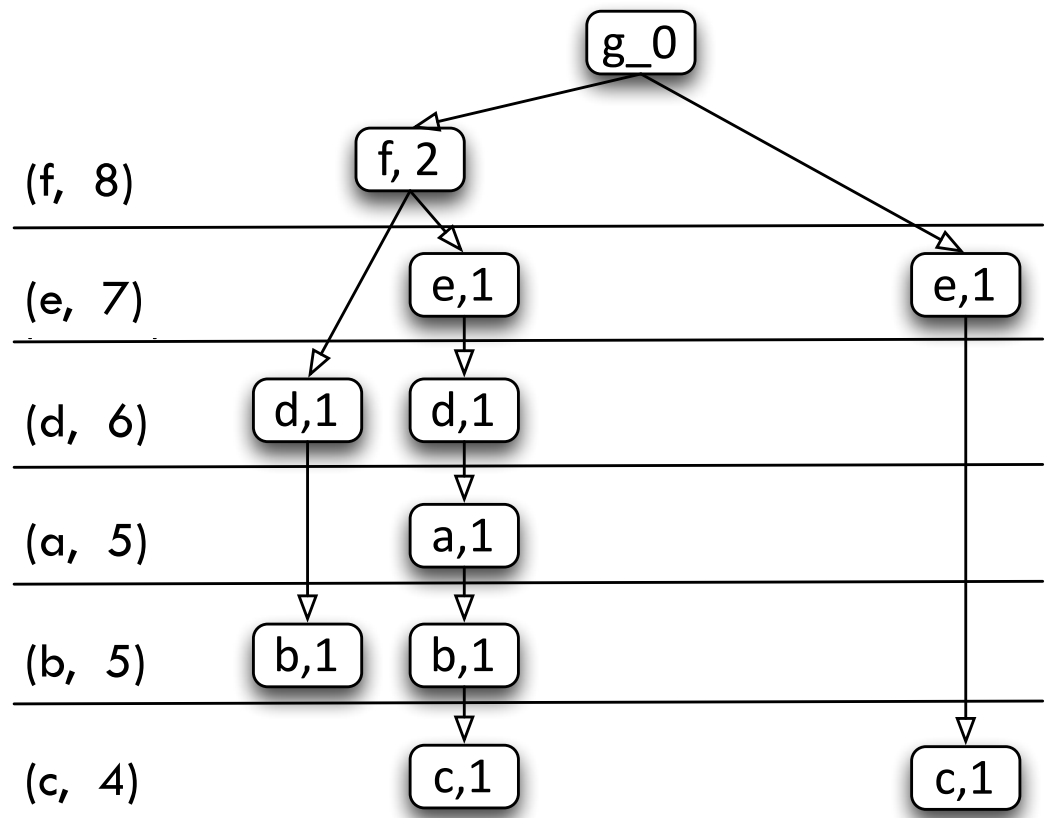 g_0
(f, 8)
f, 2
(e, 7)
e,1
e,1
(d, 6)
d,1
d,1
(a, 5)
a,1
(b, 5)
b,1
b,1
(c, 4)
c,1
c,1